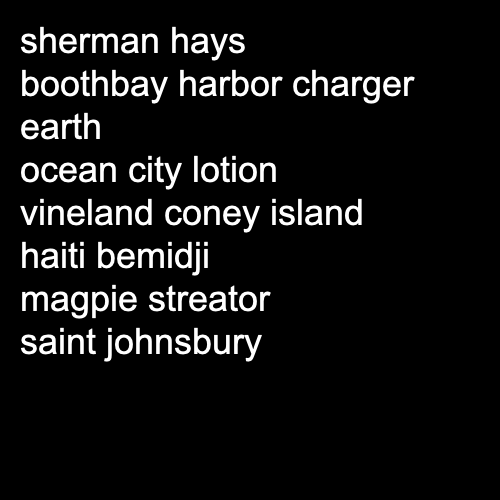 sherman hays
boothbay harbor charger
earth
ocean city lotion
vineland coney island
haiti bemidji
magpie streator
saint johnsbury